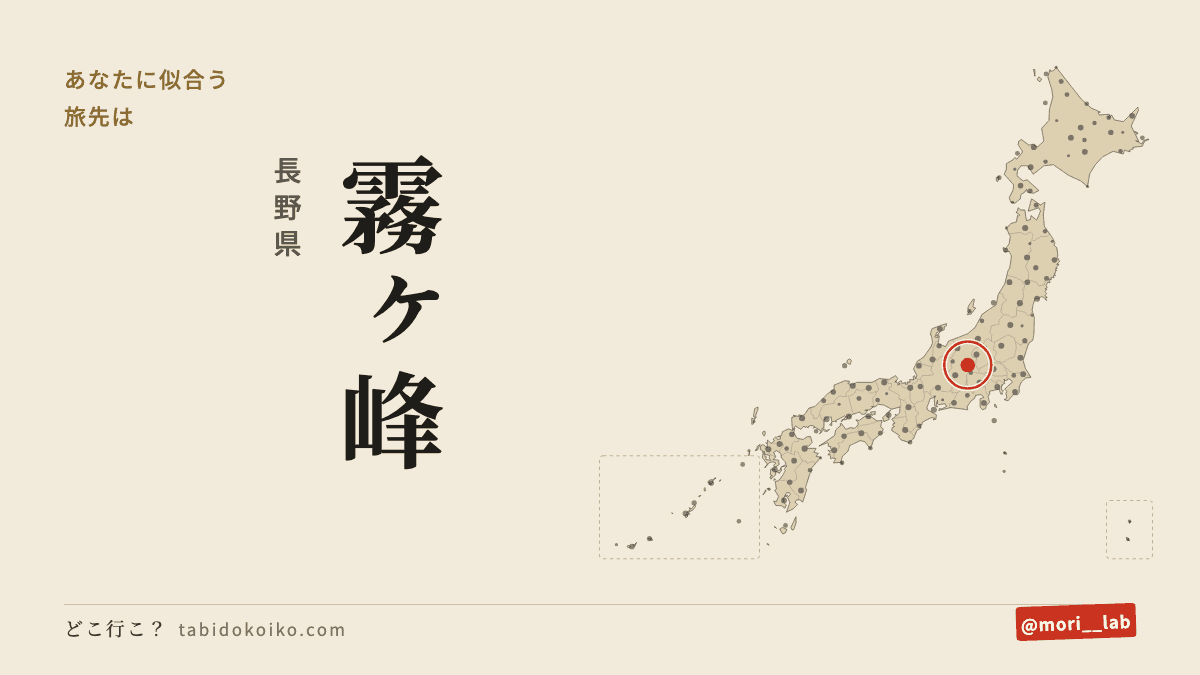 あなたに似合う
旅先は
霧ヶ峰
長野県
どこ行こ？ tabidokoiko.com
@mori__lab